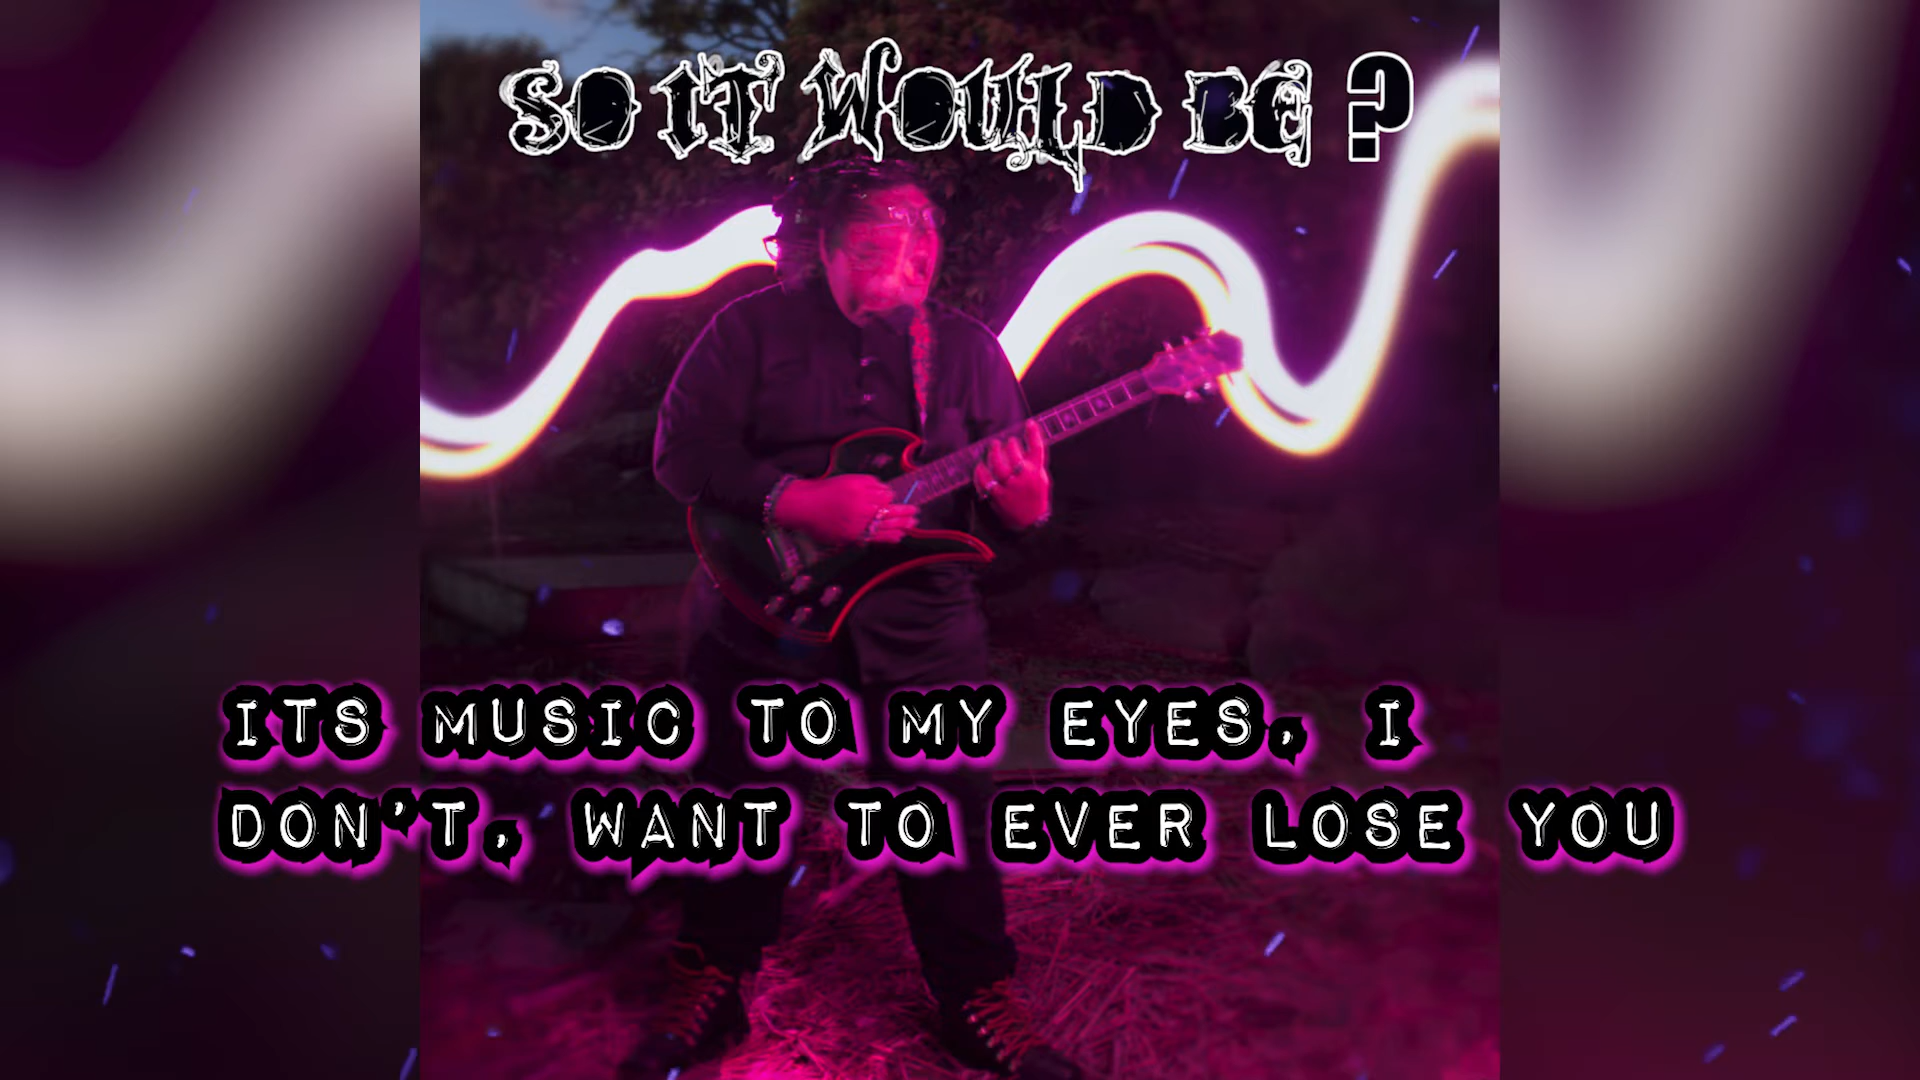 SO IT WOULD BE ?
ITS MUSIC TO MY EYES, I
DON'T, WANT TO EVER LOSE YOU